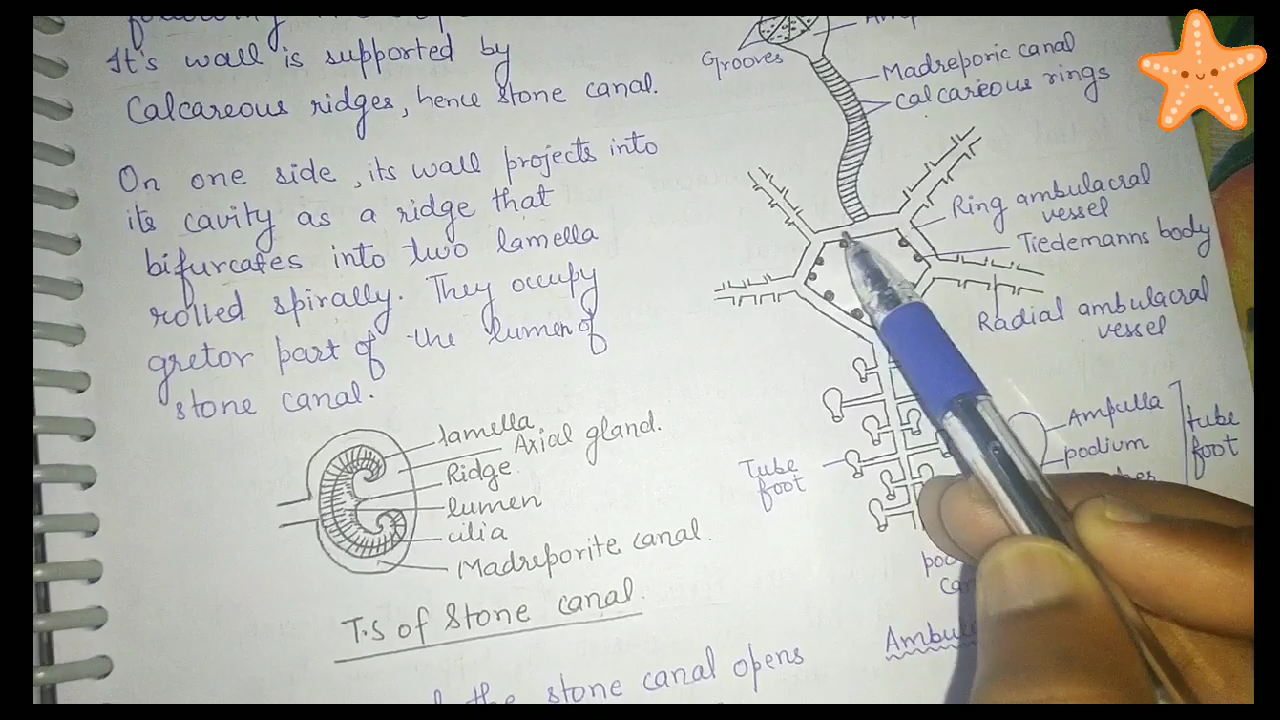 It's wall is supported by
Calcareous ridges, hence stone canal.
On one side, its wall projects into
its cavity as a ridge that
bifurcates into two lamella
rolled spirally. They occupy
gretor part of the lumen of
stone canal.
lamella
Axial gland.
Ridge
lumen
cilia
Madreporite canal
T.S of Stone canal.
the stone canal opens
Grooves
Madreporic canal
calcareous rings
Ring ambulacral
vessel
Tiedemanns body
Radial ambulacral
vessel
Ampulla
podium
tube
foot
Tube
foot